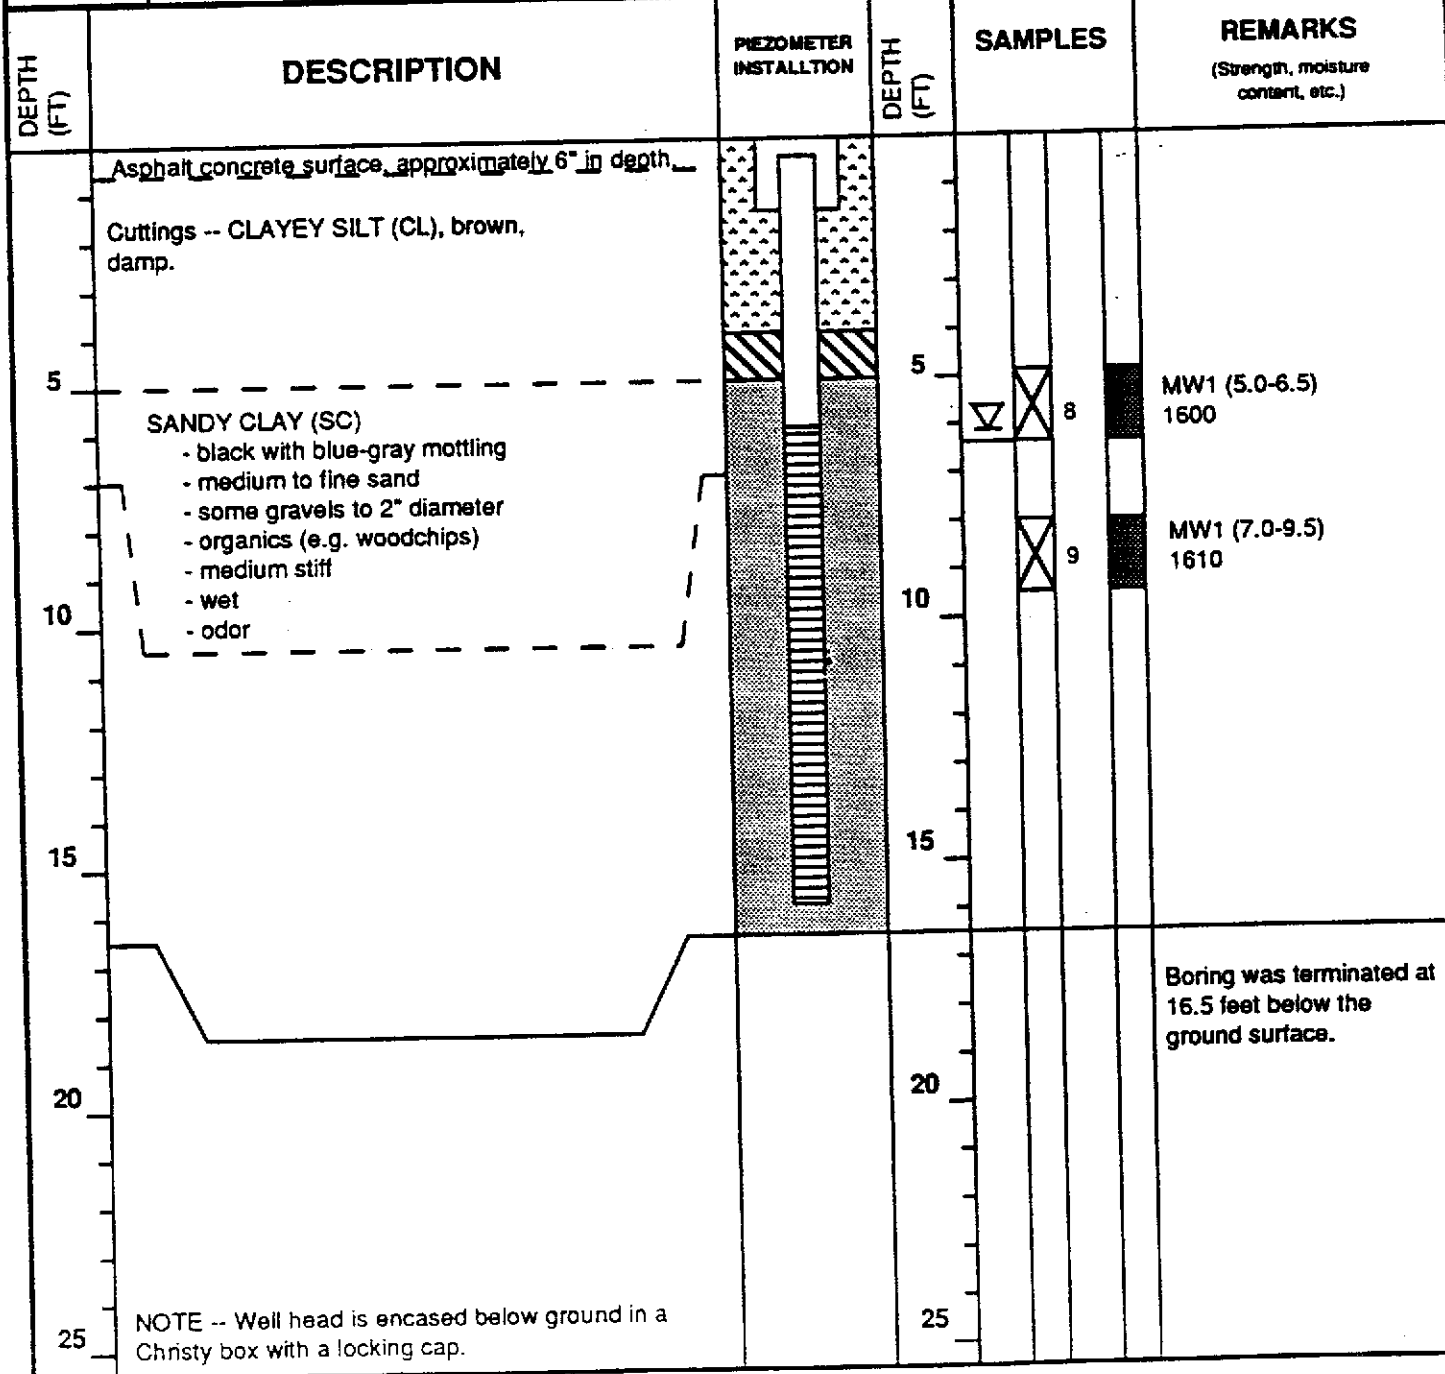 DEPTH
(FT)
DESCRIPTION
PIEZOMETER
INSTALLTION
DEPTH
(FT)
SAMPLES
REMARKS
(Strength, moisture
content, etc.)
Asphalt concrete surface, approximately 6" in depth.
Cuttings -- CLAYEY SILT (CL), brown,
damp.
5
SANDY CLAY (SC)
- black with blue-gray mottling
- medium to fine sand
- some gravels to 2" diameter
- organics (e.g. woodchips)
- medium stiff
- wet
- odor
10
15
20
25
NOTE -- Well head is encased below ground in a
Christy box with a locking cap.
5
8
MW1 (5.0-6.5)
1600
9
MW1 (7.0-9.5)
1610
10
15
Boring was terminated at
16.5 feet below the
ground surface.
20
25